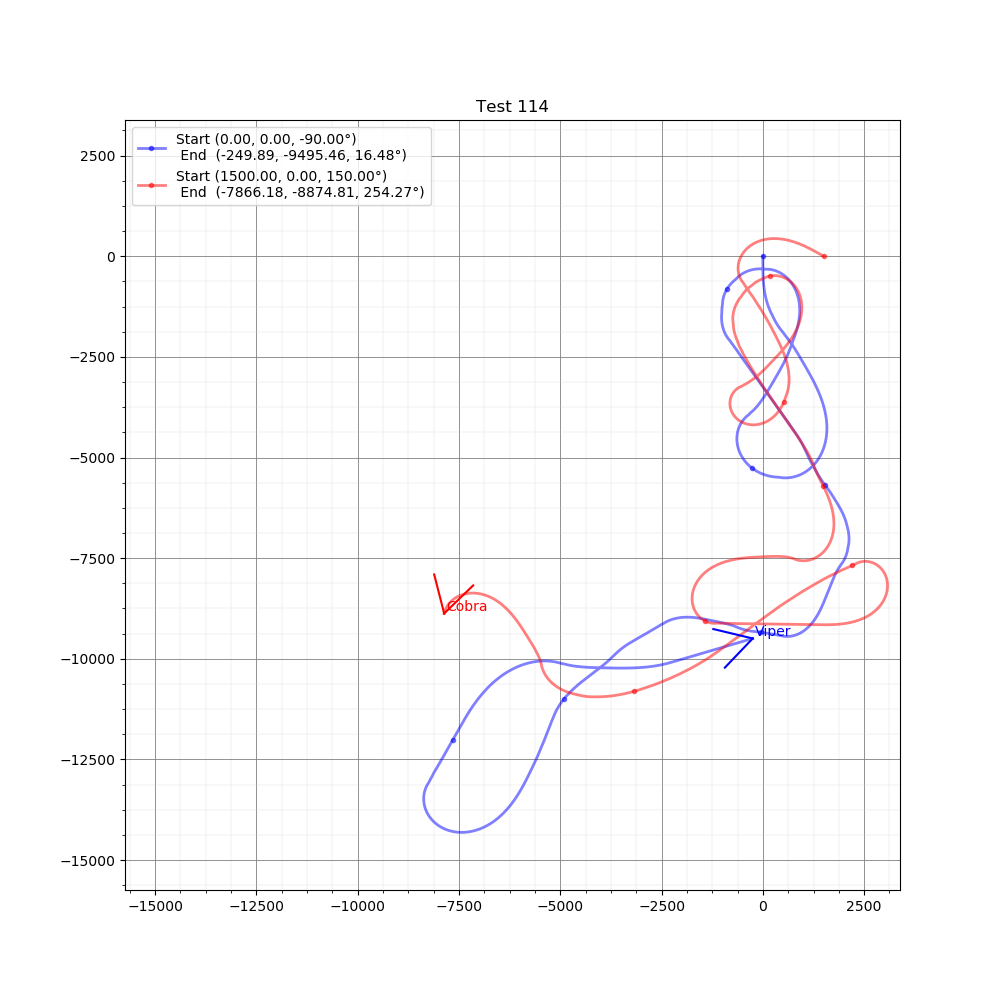 Test 114
Start (0.00, 0.00, -90.00°)
End (-249.89, -9495.46, 16.48°)
Start (1500.00, 0.00, 150.00°)
End (-7866.18, -8874.81, 254.27°)
2500
0
−2500
−5000
−7500
−10000
−12500
−15000
Cobra
Viper
−15000 −12500 −10000 −7500 −5000 −2500 0 2500